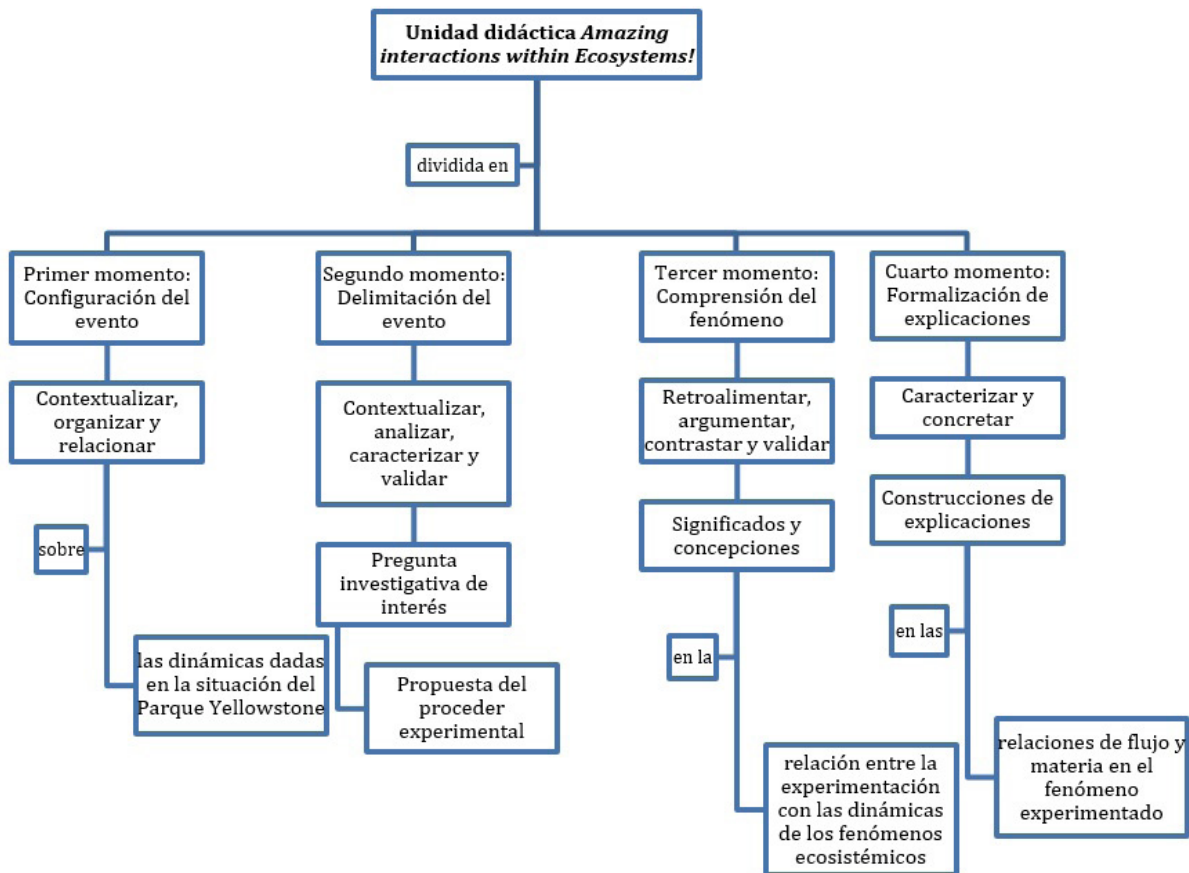 Unidad didáctica Amazing
interactions within Ecosystems!
dividida en
Primer momento:
Configuración del
evento
Contextualizar,
organizar y
relacionar
sobre
las dinámicas dadas
en la situación del
Parque Yellowstone
Segundo momento:
Delimitación del
evento
Contextualizar,
analizar,
caracterizar y
validar
Pregunta
investigativa de
interés
Propuesta del
proceder
experimental
Tercer momento:
Comprensión del
fenómeno
Retroalimentar,
argumentar,
contrastar y validar
Significados y
concepciones
en la
relación entre la
experimentación
con las dinámicas
de los fenómenos
ecosistémicos
Cuarto momento:
Formalización de
explicaciones
Caracterizar y
concretar
Construcciones de
explicaciones
en las
relaciones de flujo y
materia en el
fenómeno
experimentado